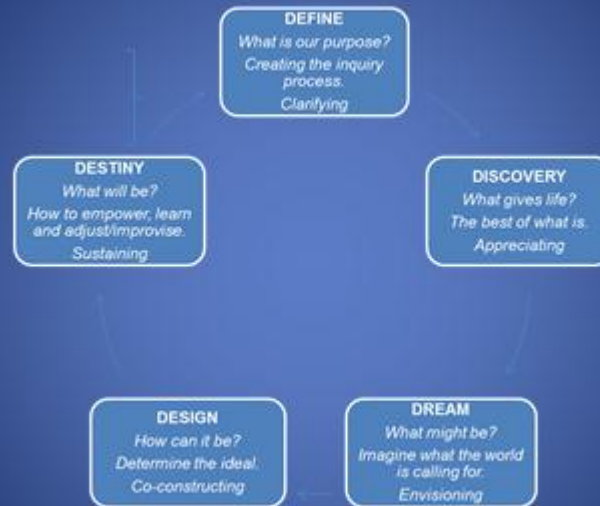 DEFINE
What is our purpose?
Creating the inquiry
process.
Clarifying
DISCOVERY
What gives life?
The best of what is.
Appreciating
DREAM
What might be?
Imagine what the world
is calling for.
Envisioning
DESIGN
How can it be?
Determine the ideal.
Co-constructing
DESTINY
What will be?
How to empower, learn
and adjust/improvise.
Sustaining